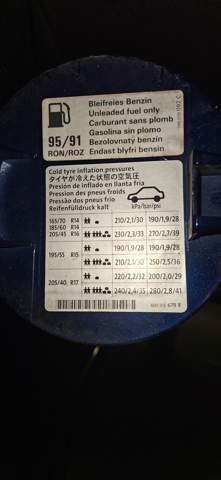 95/91
RON/ROZ
Bleifreies Benzin
Unleaded fuel only
Carburant sans plomb
Gasolina sin plomo
Bezolovnaty benzin
Endast blyfri bensin
Cold tyre inflation pressures
タイヤが冷えた状態の空気圧
Presión de inflado en llanta fria
Pression des pneus froids
Pressão dos pneus frio
Reifenfülldruck kalt
kPa/bar/psi
165/70 R14
185/60 R14
205/45 R16
210/2,1/30 190/1,9/28
230/2,3/33 270/2,7/39
195/55 R15
190/1,9/28 190/1,9/28
210/2,1/30 250/2,5/36
205/40 R17
220/2,2/32 200/2,0/29
240/2,4/35 280/2,8/41
679 E